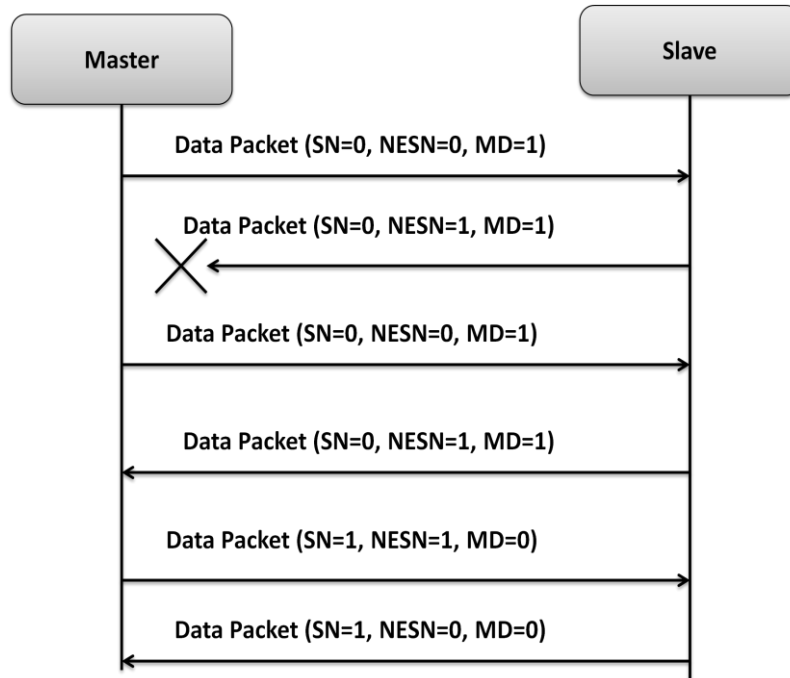 Master
Slave
Data Packet (SN=0, NESN=0, MD=1)
Data Packet (SN=0, NESN=1, MD=1)
Data Packet (SN=0, NESN=0, MD=1)
Data Packet (SN=0, NESN=1, MD=1)
Data Packet (SN=1, NESN=1, MD=0)
Data Packet (SN=1, NESN=0, MD=0)